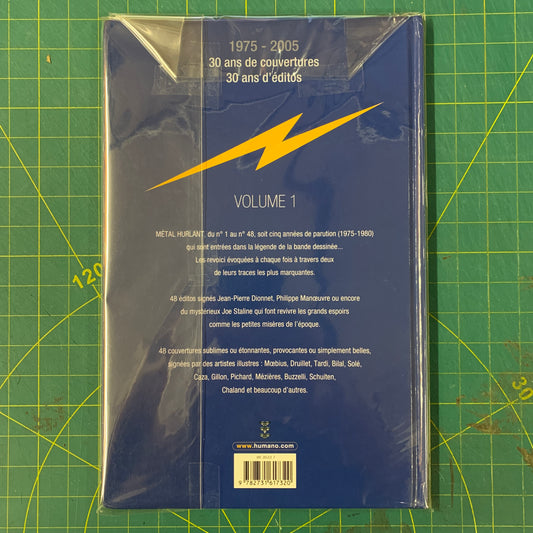 1975 - 2005
30 ans de couvertures
30 ans d'éditos
VOLUME 1
MÉTAL HURLANT, du n° 1 au n° 48, soit cinq années de parution (1975-1980)
qui sont entrées dans la légende de la bande dessinée...
Les revoici évoquées à chaque fois à travers deux
de leurs traces les plus marquantes.
48 éditos signés Jean-Pierre Dionnet, Philippe Manœuvre ou encore
du mystérieux Joe Staline qui font revivre les grands espoirs
comme les petites misères de l'époque.
48 couvertures sublimes ou étonnantes, provocantes ou simplement belles,
signées par des artistes illustres : Mœbius, Druillet, Tardi, Bilal, Solé,
Caza, Gillon, Pichard, Mézières, Buzzelli, Schuiten,
Chaland et beaucoup d'autres.
www.humano.com
9 782731 617320
120
30